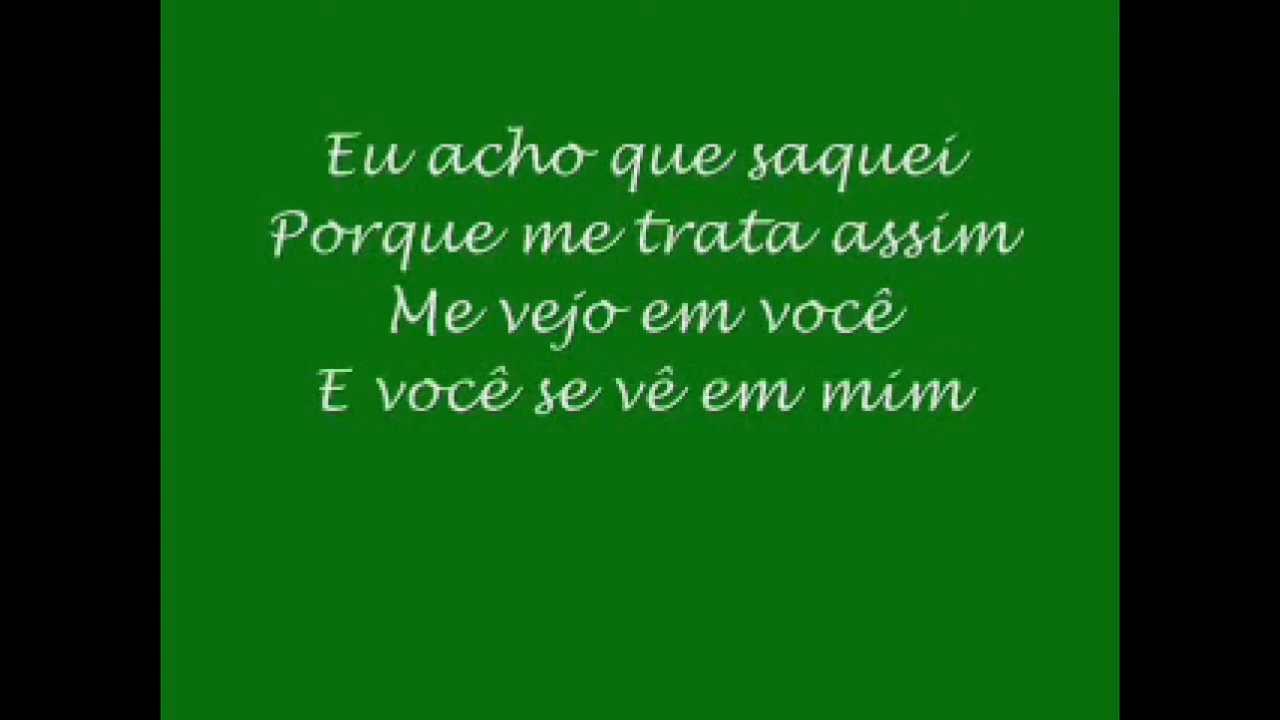 Eu acho que saquei
Porque me trata assim
Me vejo em você
E você se vê em mim